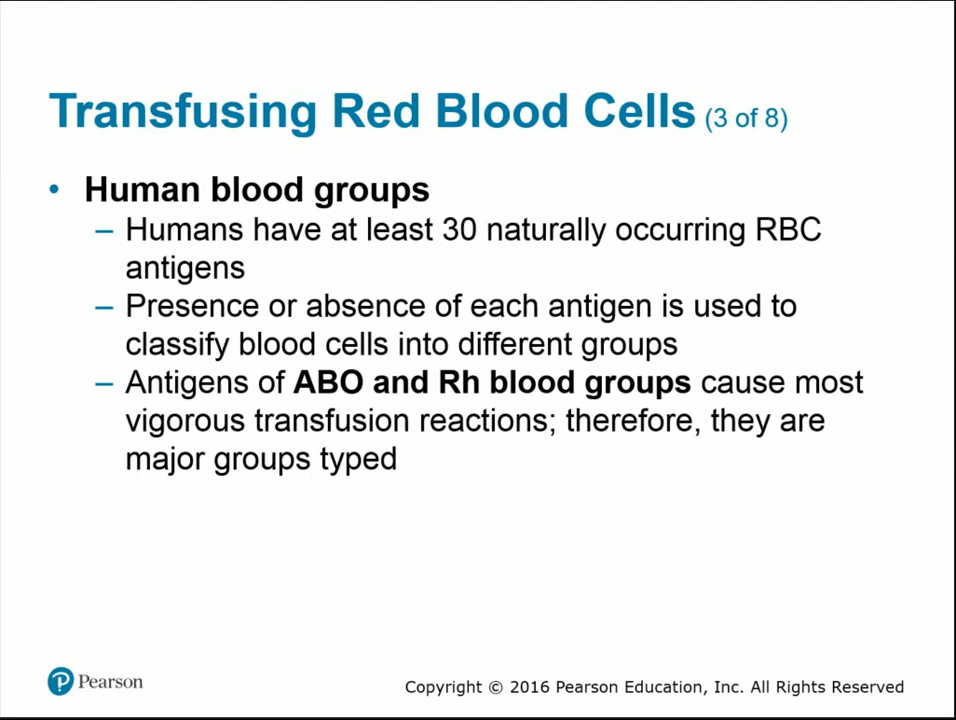 Transfusing Red Blood Cells (3 of 8)
• Human blood groups
– Humans have at least 30 naturally occurring RBC
antigens
– Presence or absence of each antigen is used to
classify blood cells into different groups
– Antigens of ABO and Rh blood groups cause most
vigorous transfusion reactions; therefore, they are
major groups typed
P Pearson
Copyright © 2016 Pearson Education, Inc. All Rights Reserved